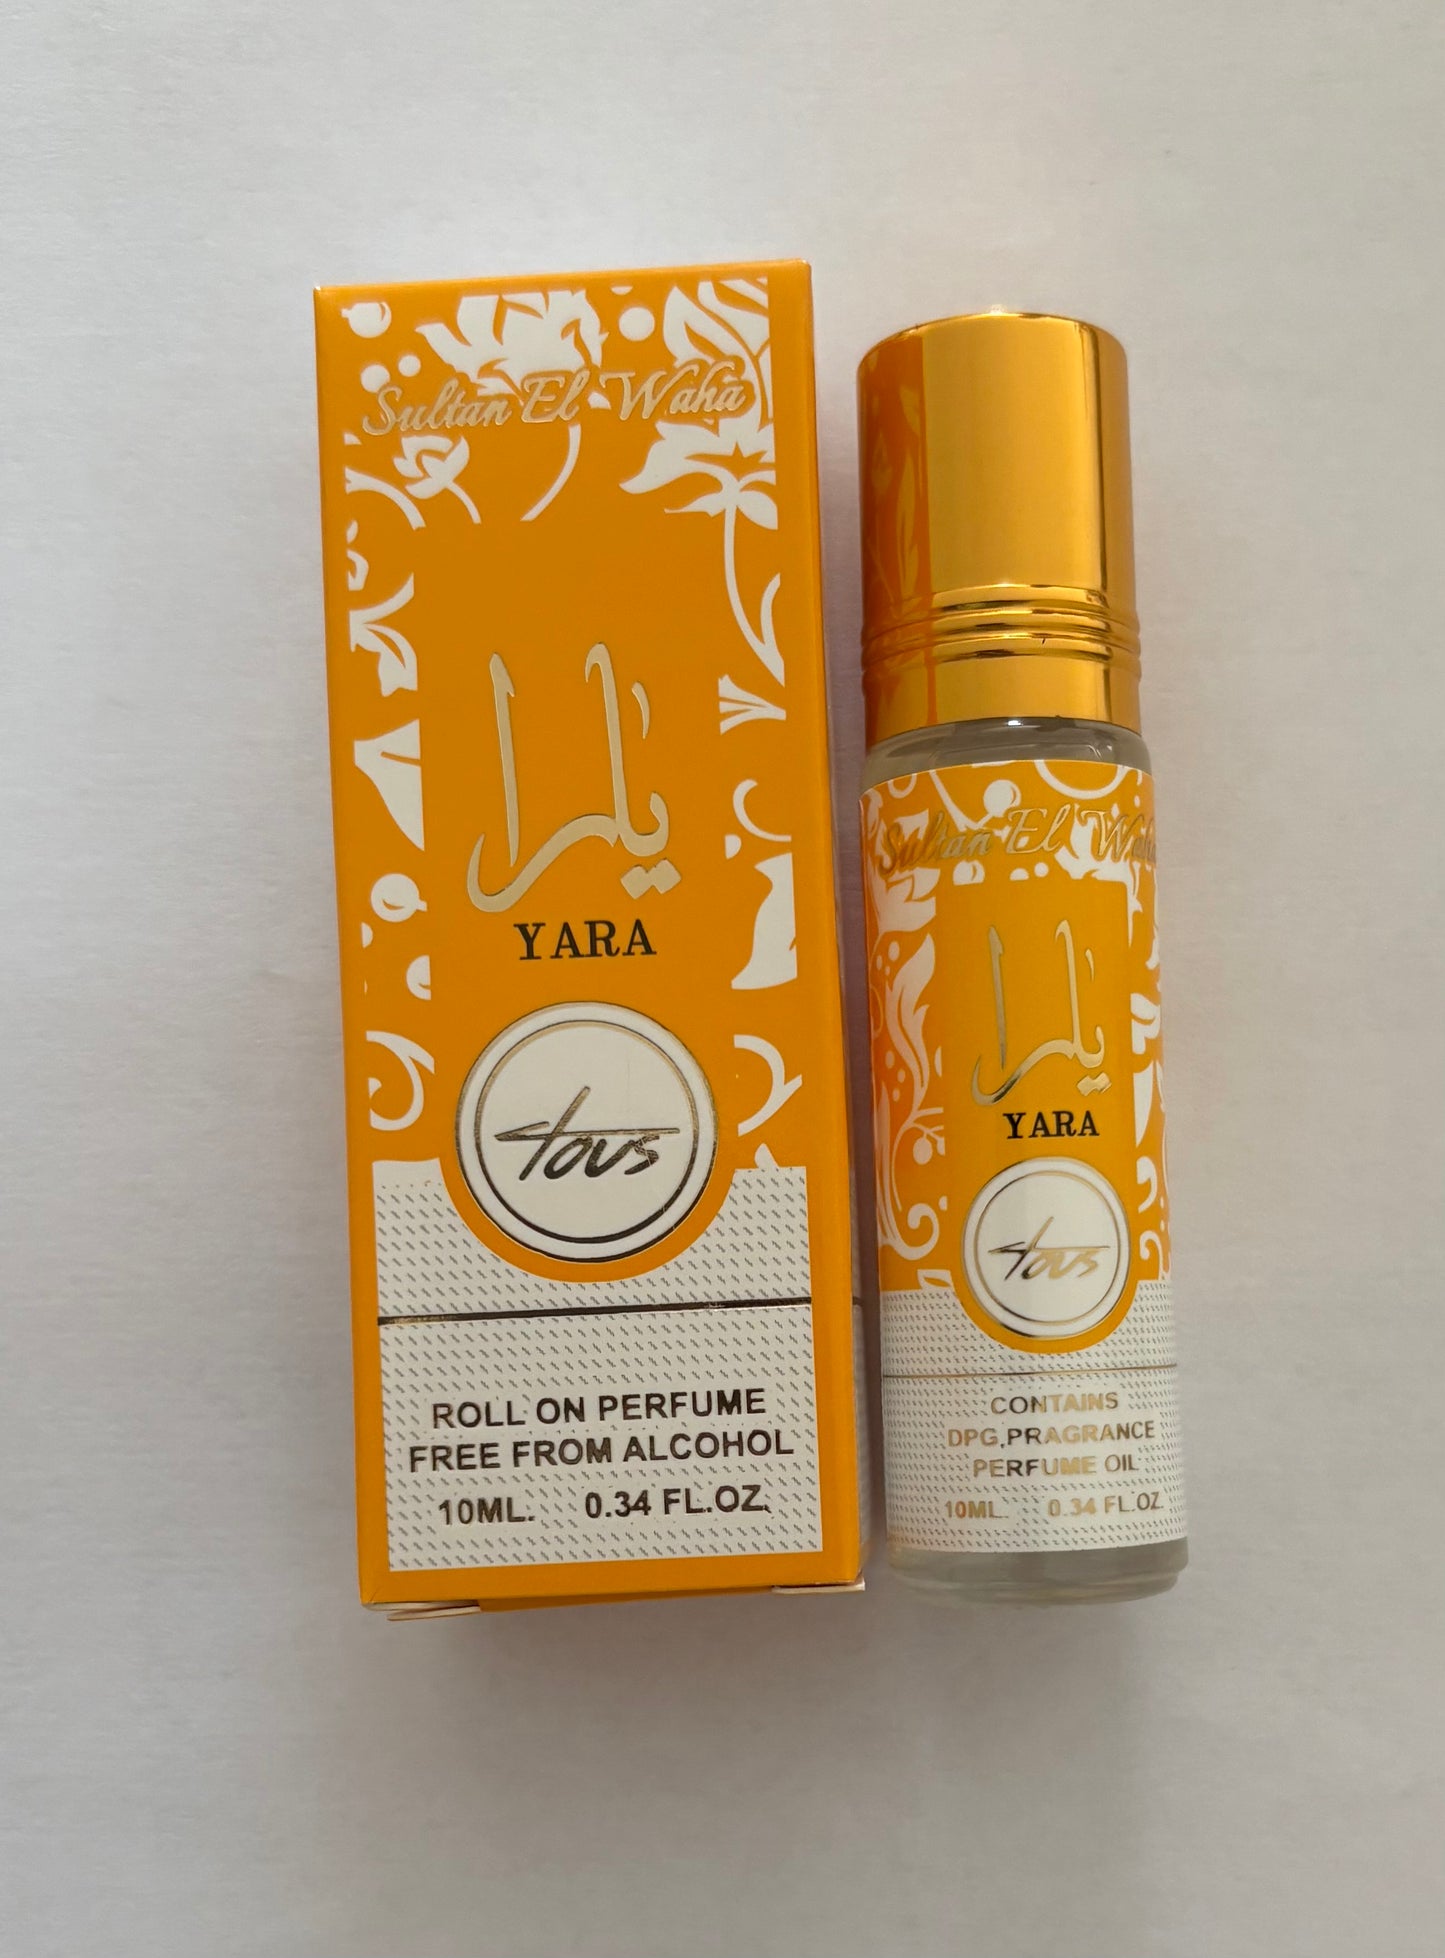 Sultan El Waha
يارا
YARA
tous
ROLL ON PERFUME
FREE FROM ALCOHOL
10ML. 0.34 FL.OZ.
Sultan El Waha
يارا
YARA
tous
CONTAINS
DPG,PRAGRANCE
PERFUME OIL
10ML. 0.34 FL.OZ.